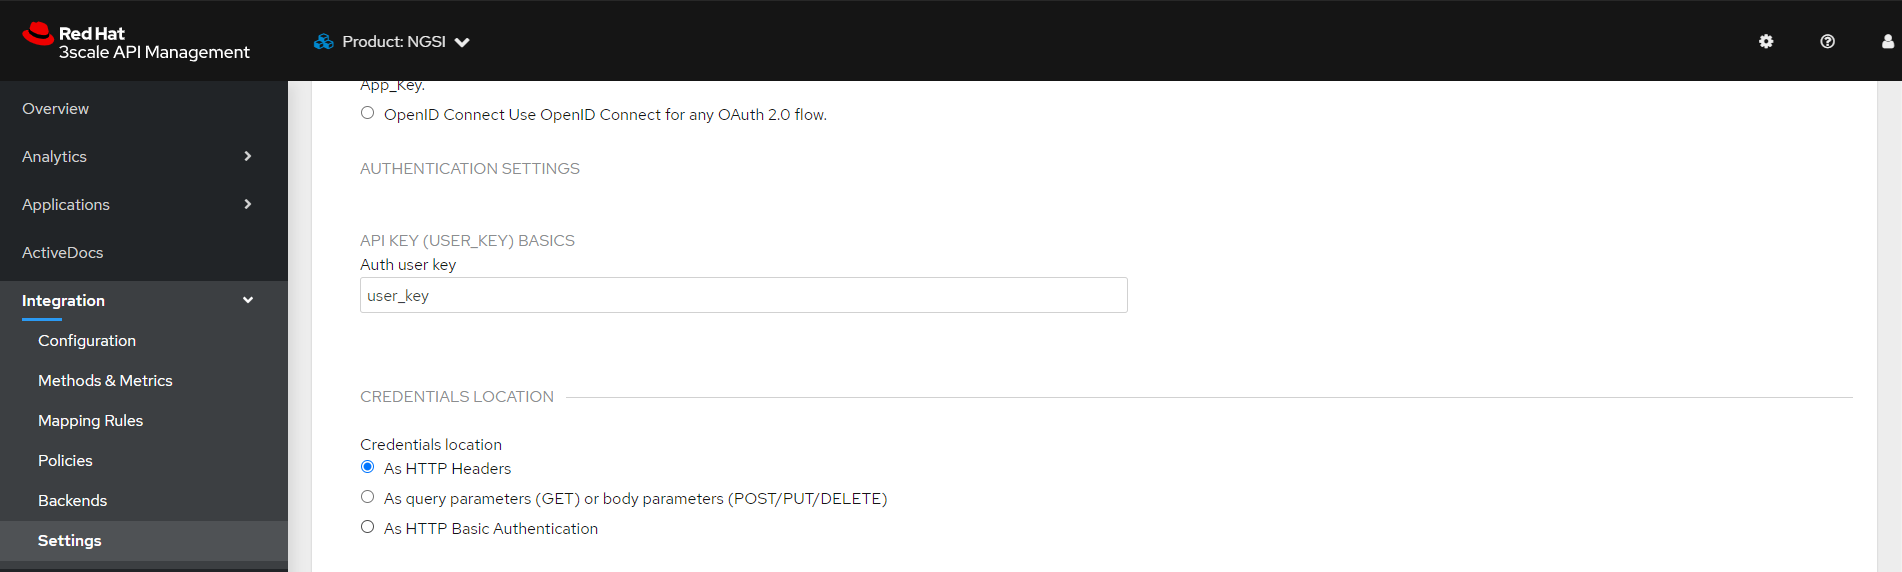 Red Hat
3scale API Management
Product: NGSI
Overview
Analytics
Applications
ActiveDocs
Integration
Configuration
Methods & Metrics
Mapping Rules
Policies
Backends
Settings
App_Key.
OpenID Connect Use OpenID Connect for any OAuth 2.0 flow.
AUTHENTICATION SETTINGS
API KEY (USER_KEY) BASICS
Auth user key
user_key
CREDENTIALS LOCATION
Credentials location
As HTTP Headers
As query parameters (GET) or body parameters (POST/PUT/DELETE)
As HTTP Basic Authentication